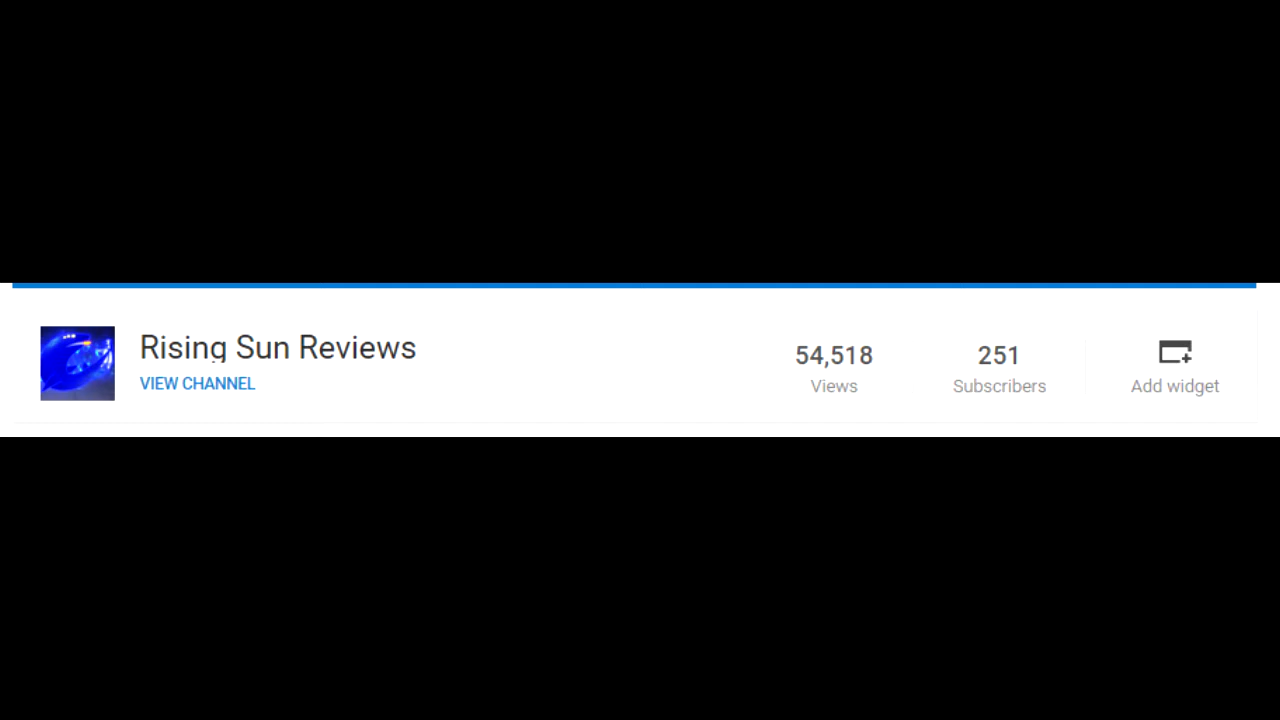 Rising Sun Reviews
VIEW CHANNEL
54,518
Views
251
Subscribers
Add widget